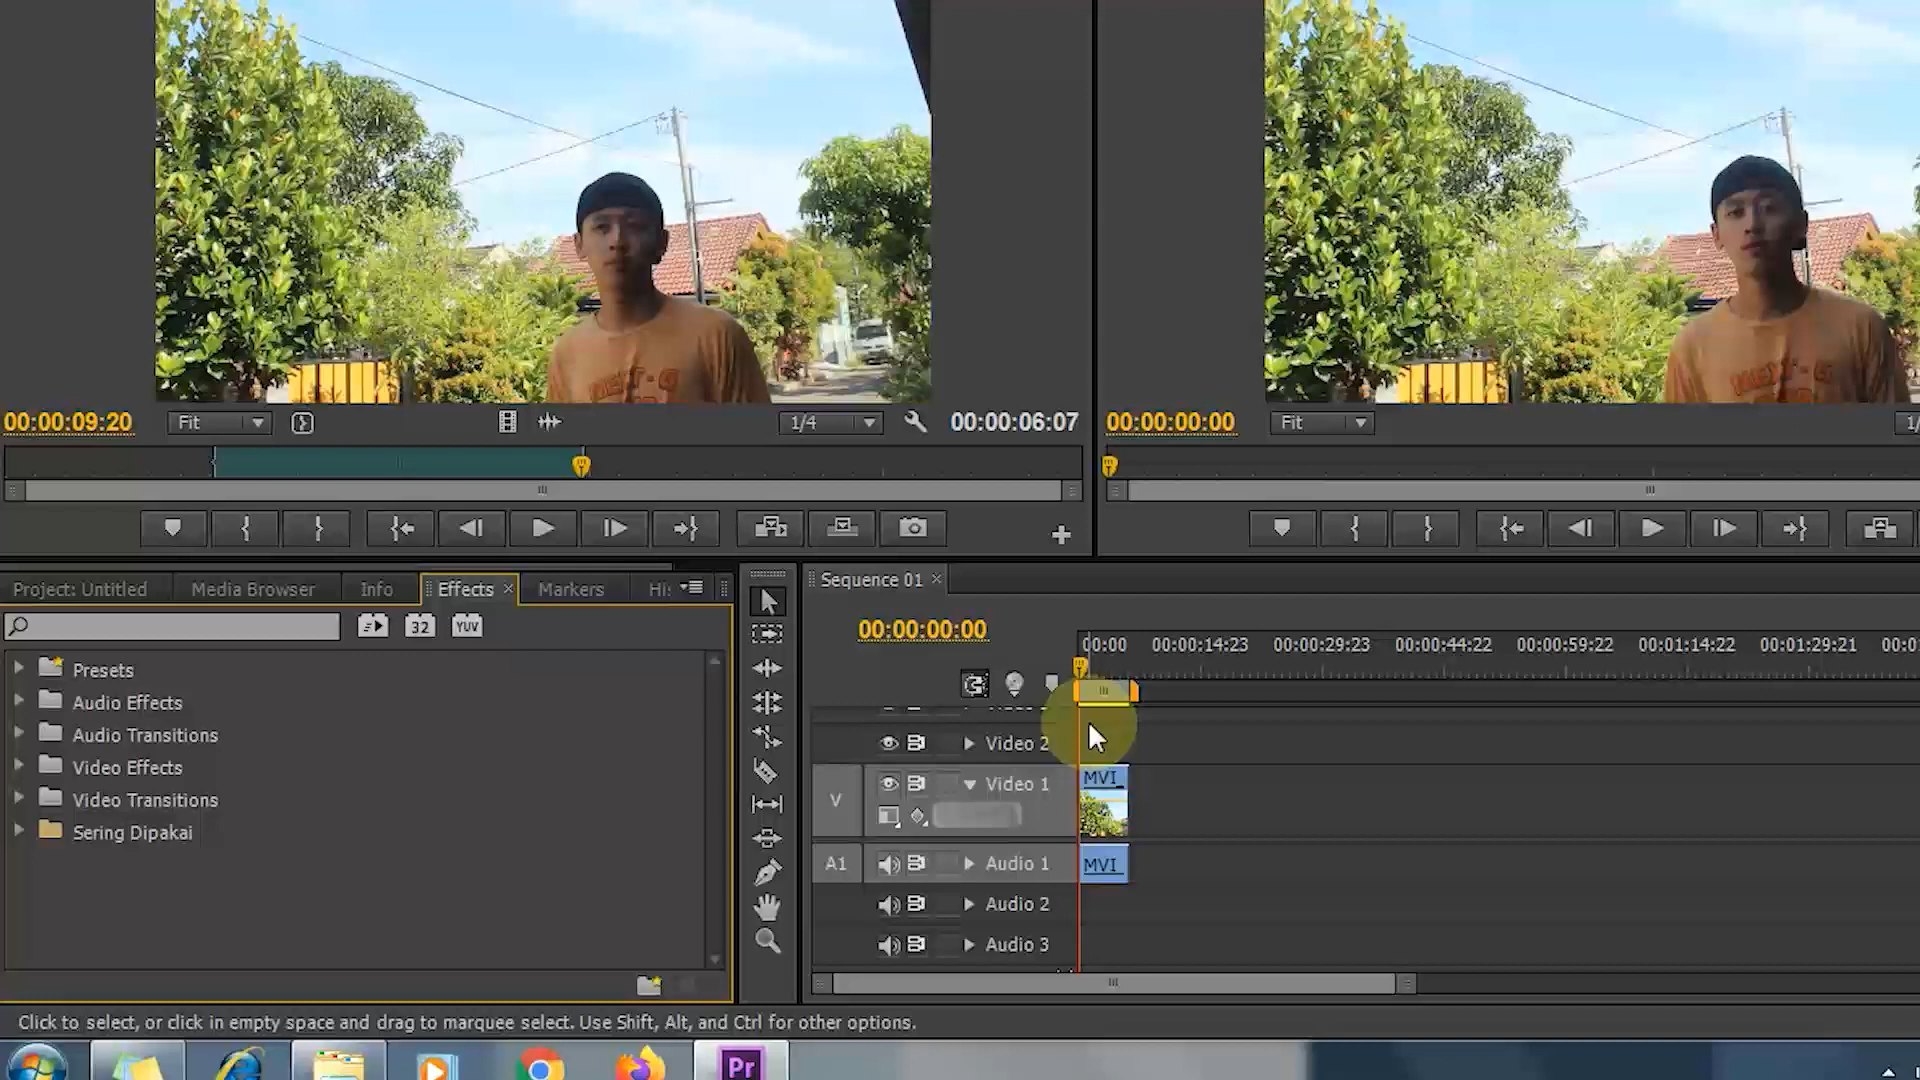 00:00:09:20
Fit
1/4
00:00:06:07
00:00:00:00
Fit
Project: Untitled
Media Browser
Info
Effects
Markers
32
YUV
Presets
Audio Effects
Audio Transitions
Video Effects
Video Transitions
Sering Dipakai
Sequence 01
00:00:00:00
00:00
00:00:14:23
00:00:29:23
00:00:44:22
00:00:59:22
00:01:14:22
00:01:29:21
Video 2
V
Video 1
MVI_
A1
Audio 1
MVI_
Audio 2
Audio 3
Click to select, or click in empty space and drag to marquee select. Use Shift, Alt, and Ctrl for other options.
Pr